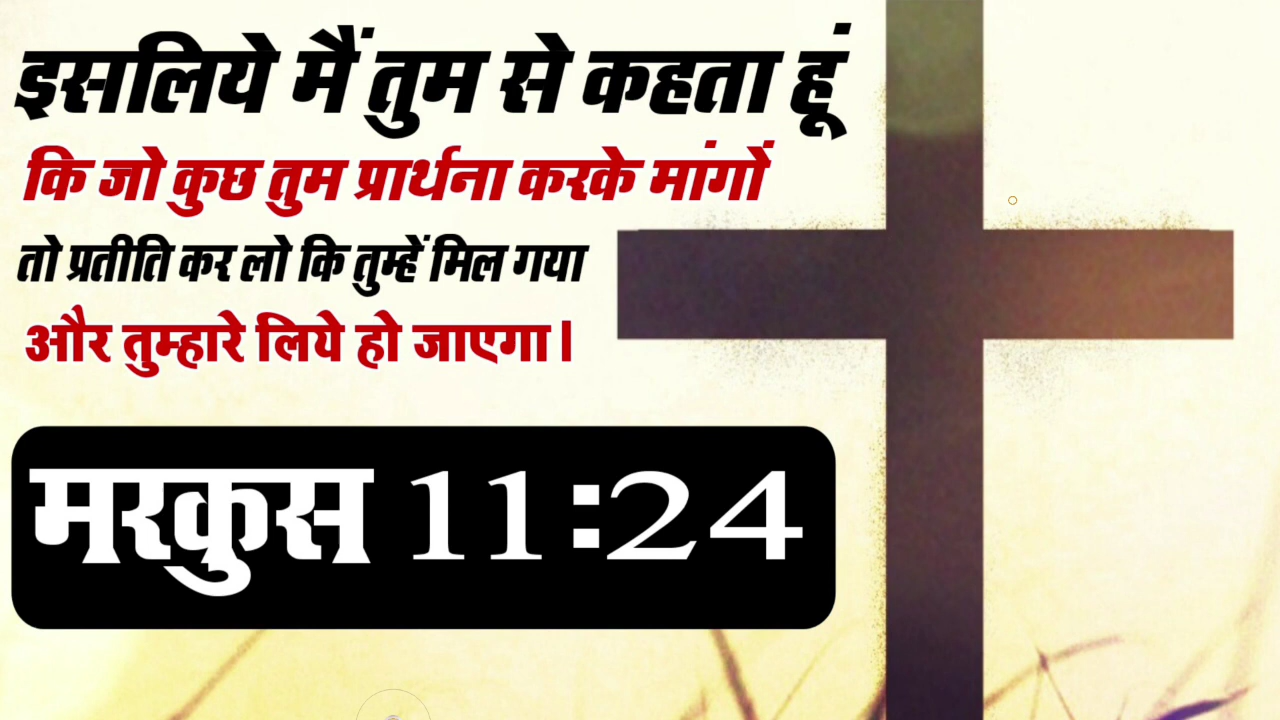 इसलिये मैं तुम से कहता हूं
कि जो कुछ तुम प्रार्थना करके मांगों
तो प्रतीति कर लो कि तुम्हें मिल गया
और तुम्हारे लिये हो जाएगा।
मरकुस 11:24